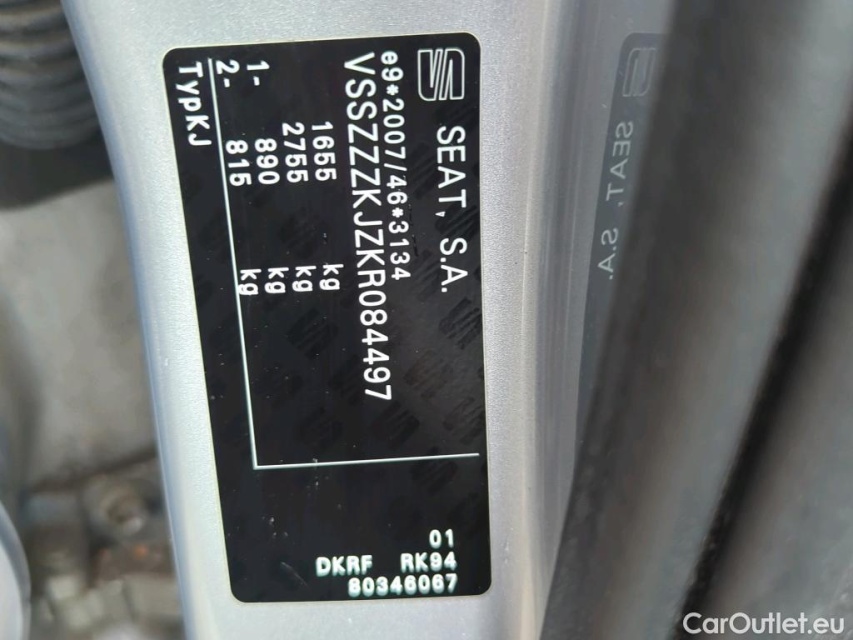 SEAT, S.A.
e9*2007/46*3134
VSSZZZKJZKR084497
1655 kg
2755 kg
1- 890 kg
2- 815 kg
TypKJ
01
DKRF RK94
80346067
SEAT, S.A.
CarOutlet.eu